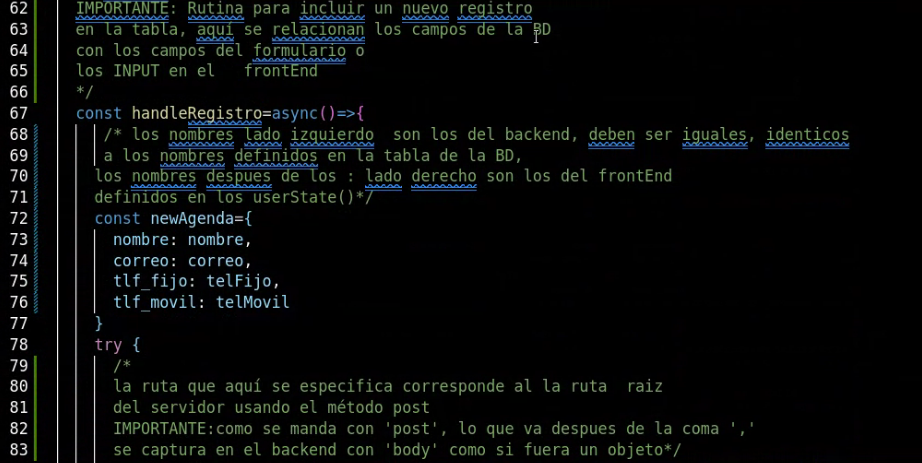 62 IMPORTANTE: Rutina para incluir un nuevo registro
63 en la tabla, aquí se relacionan los campos de la BD
64 con los campos del formulario o
65 los INPUT en el frontEnd
66 */
67 const handleRegistro=async()=>{
68 /* los nombres lado izquierdo son los del backend, deben ser iguales, identicos
69 a los nombres definidos en la tabla de la BD,
70 los nombres despues de los : lado derecho son los del frontEnd
71 definidos en los userState()*/
72 const newAgenda={
73 nombre: nombre,
74 correo: correo,
75 tlf_fijo: telFijo,
76 tlf_movil: telMovil
77 }
78 try {
79 /*
80 la ruta que aquí se especifica corresponde al la ruta raiz
81 del servidor usando el método post
82 IMPORTANTE:como se manda con 'post', lo que va despues de la coma ','
83 se captura en el backend con 'body' como si fuera un objeto*/